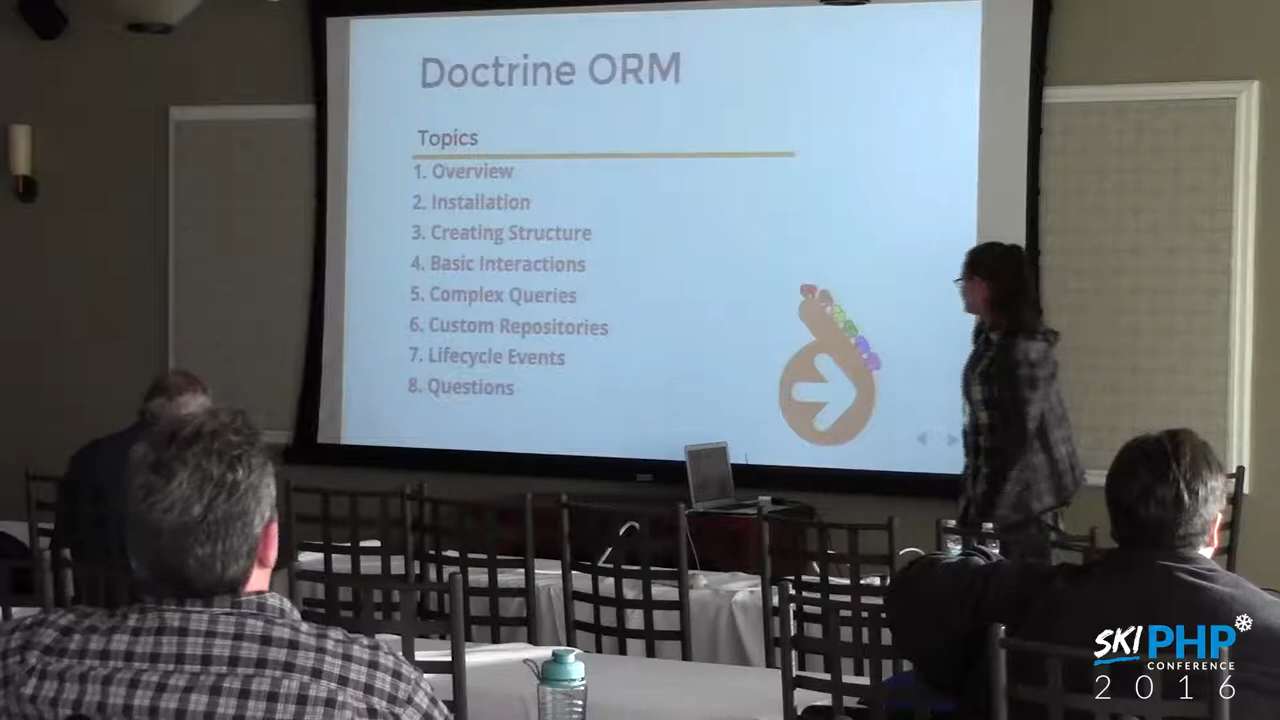 Doctrine ORM
Topics
1. Overview
2. Installation
3. Creating Structure
4. Basic Interactions
5. Complex Queries
6. Custom Repositories
7. Lifecycle Events
8. Questions
SKI PHP
CONFERENCE
2016